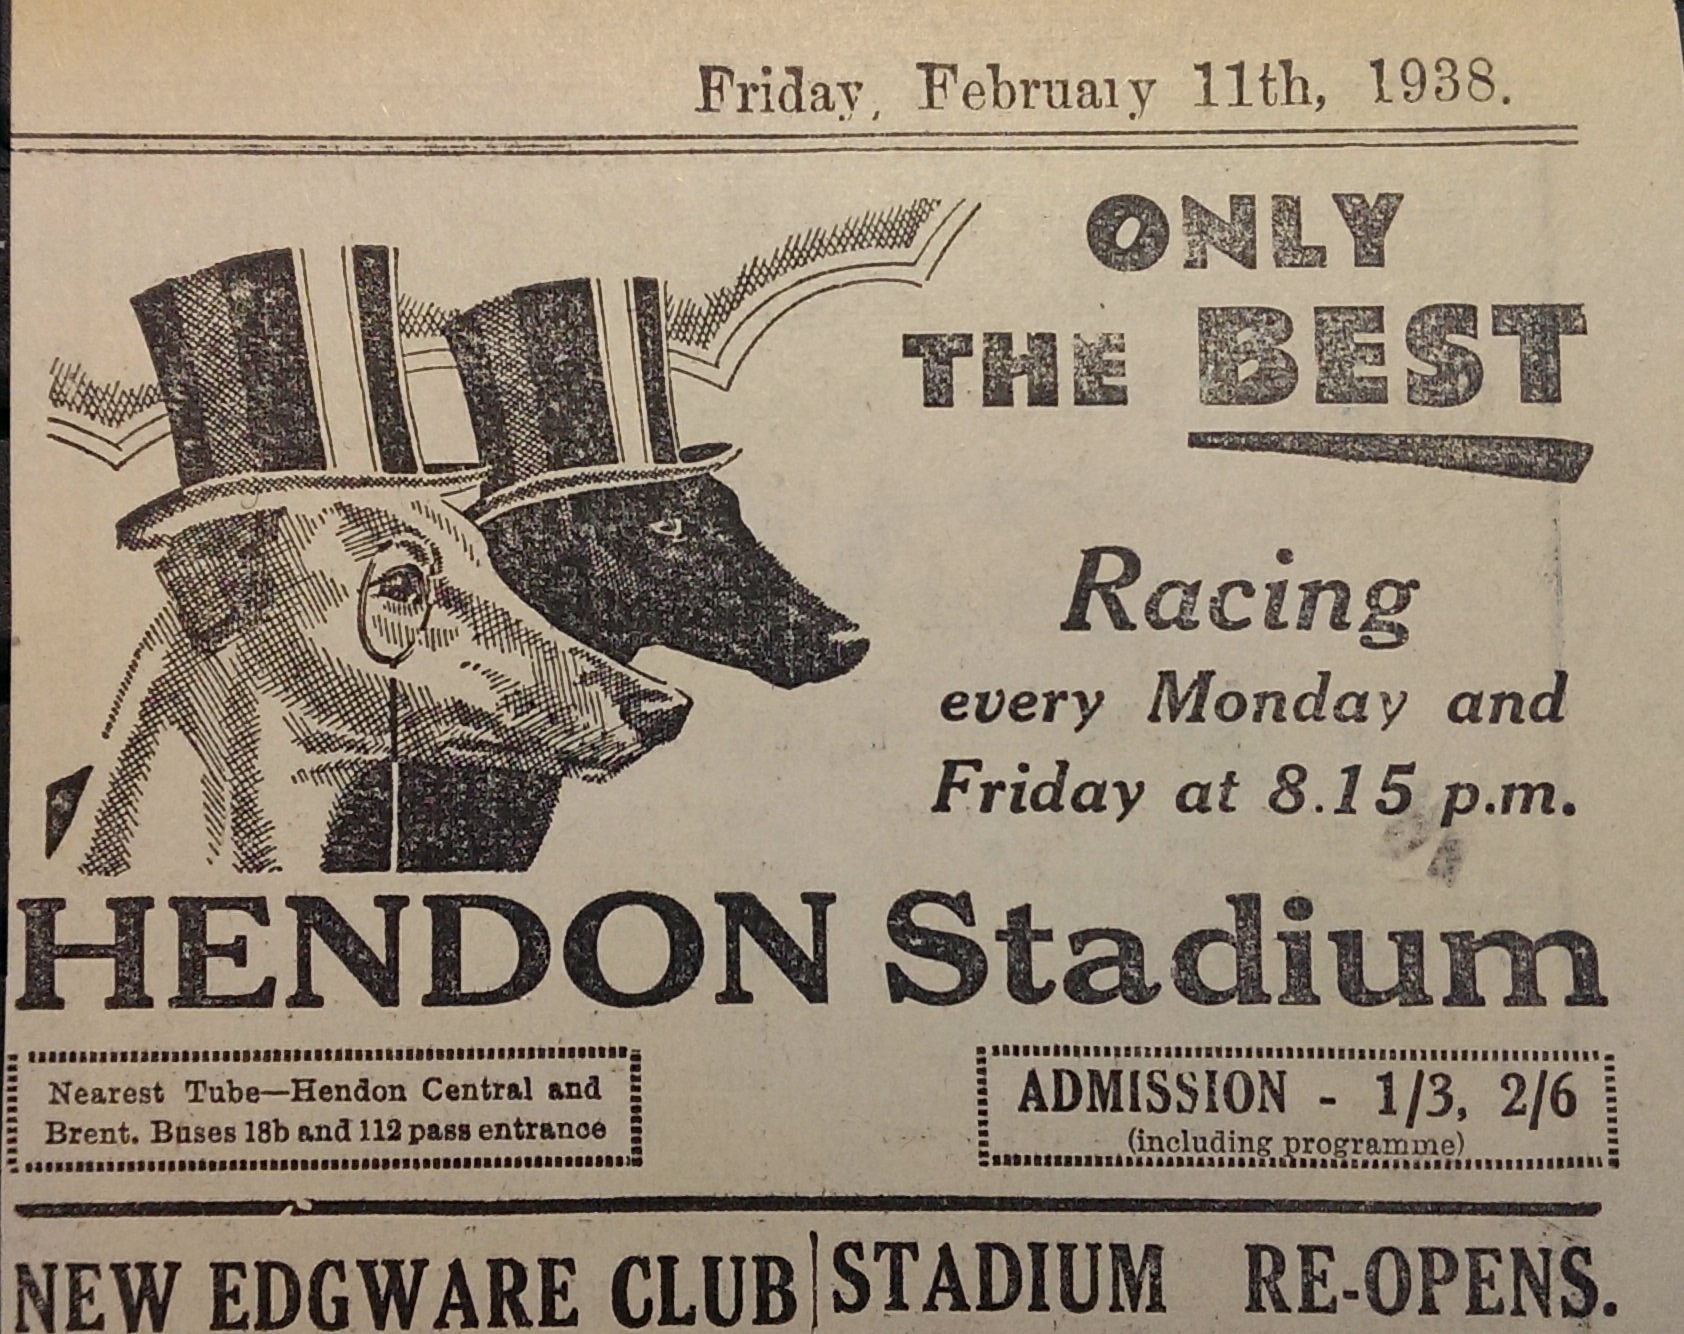 Friday, February 11th, 1938.
ONLY
THE BEST
Racing
every Monday and
Friday at 8.15 p.m.
HENDON Stadium
Nearest Tube—Hendon Central and
Brent. Buses 18b and 112 pass entrance
ADMISSION - 1/3, 2/6
(including programme)
NEW EDGWARE CLUB
STADIUM RE-OPENS.